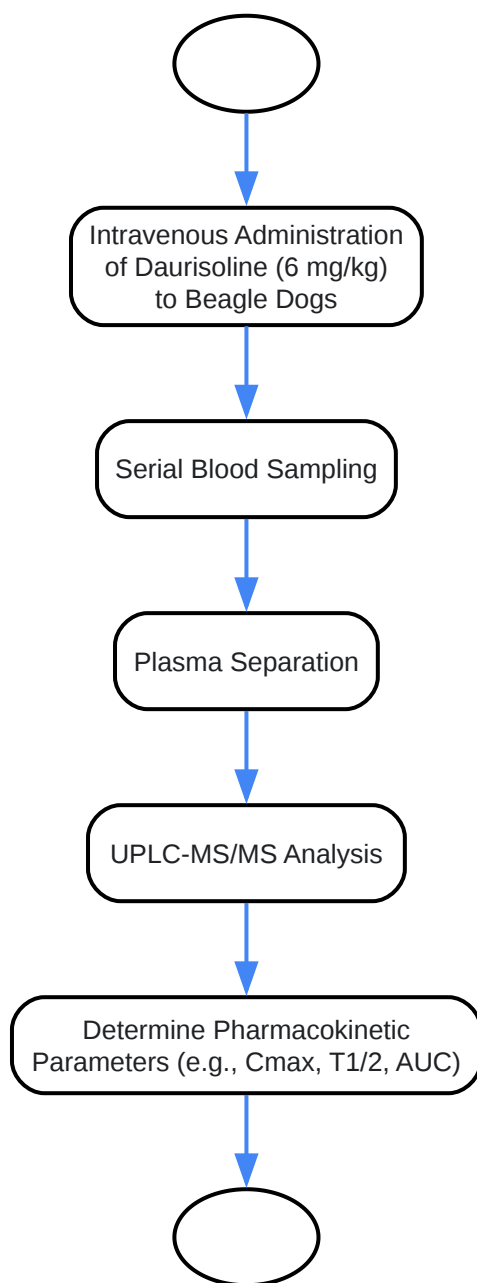 Intravenous Administration
of Daurisoline (6 mg/kg)
to Beagle Dogs
Serial Blood Sampling
Plasma Separation
UPLC-MS/MS Analysis
Determine Pharmacokinetic
Parameters (e.g., Cmax, T1/2, AUC)